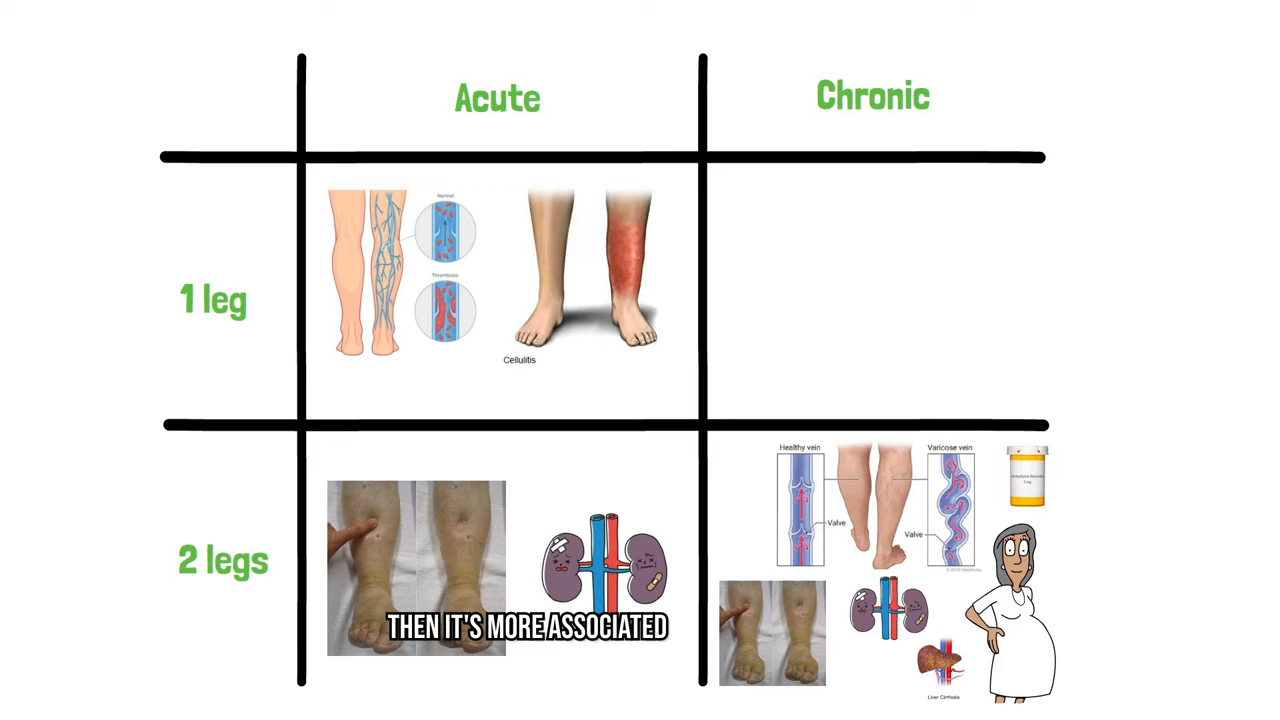 Acute
Chronic
Normal
Thrombosis
1 leg
Cellulitis
Healthy vein
Varicose vein
Valve
Valve
2 legs
THEN IT'S MORE ASSOCIATED
Liver Cirrhosis